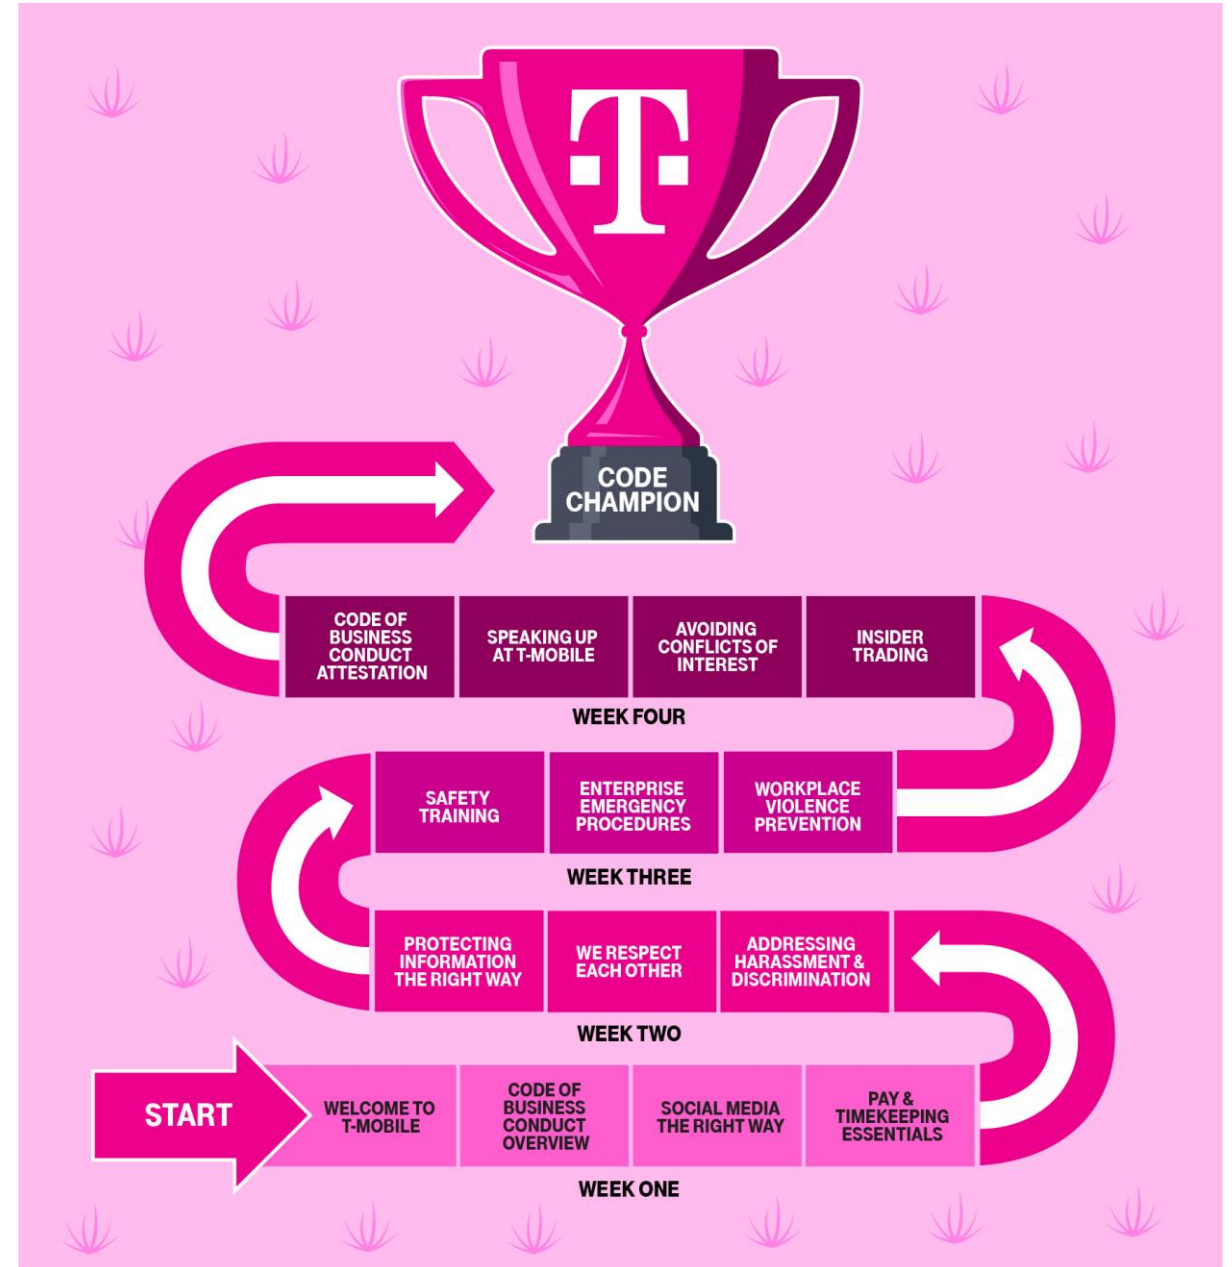 T
CODE
CHAMPION
CODE OF
BUSINESS
CONDUCT
ATTESTATION
SPEAKING UP
AT T-MOBILE
AVOIDING
CONFLICTS OF
INTEREST
INSIDER
TRADING
WEEK FOUR
SAFETY
TRAINING
ENTERPRISE
EMERGENCY
PROCEDURES
WORKPLACE
VIOLENCE
PREVENTION
WEEK THREE
PROTECTING
INFORMATION
THE RIGHT WAY
WE RESPECT
EACH OTHER
ADDRESSING
HARASSMENT &
DISCRIMINATION
WEEK TWO
START
WELCOME TO
T-MOBILE
CODE OF
BUSINESS
CONDUCT
OVERVIEW
SOCIAL MEDIA
THE RIGHT WAY
PAY &
TIMEKEEPING
ESSENTIALS
WEEK ONE